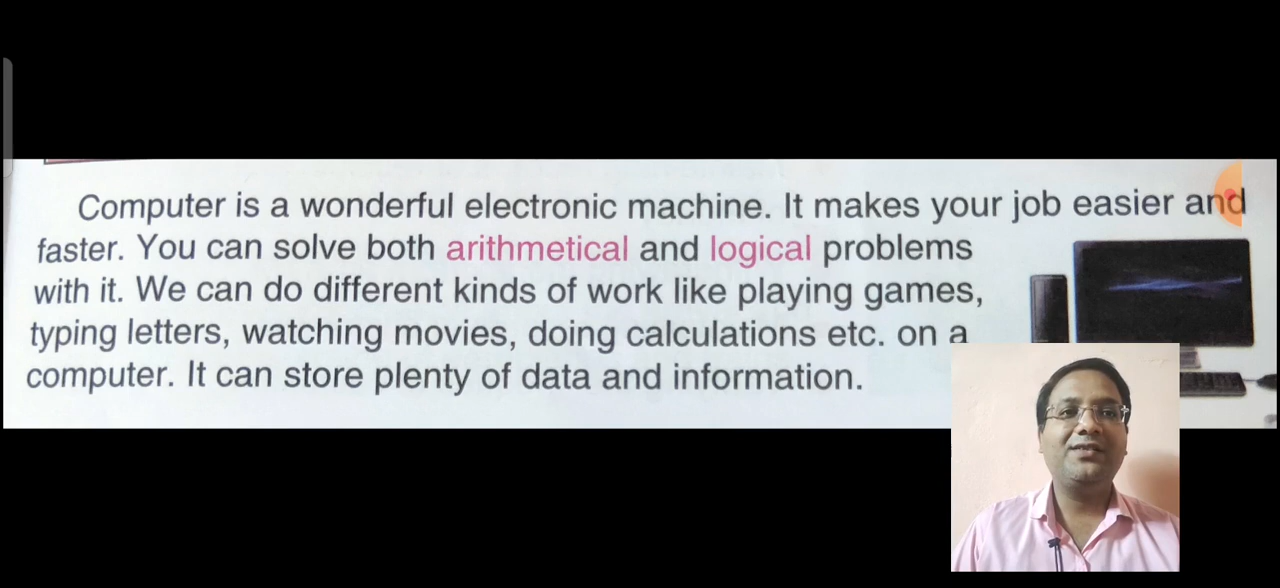 Computer is a wonderful electronic machine. It makes your job easier and
faster. You can solve both arithmetical and logical problems
with it. We can do different kinds of work like playing games,
typing letters, watching movies, doing calculations etc. on a
computer. It can store plenty of data and information.